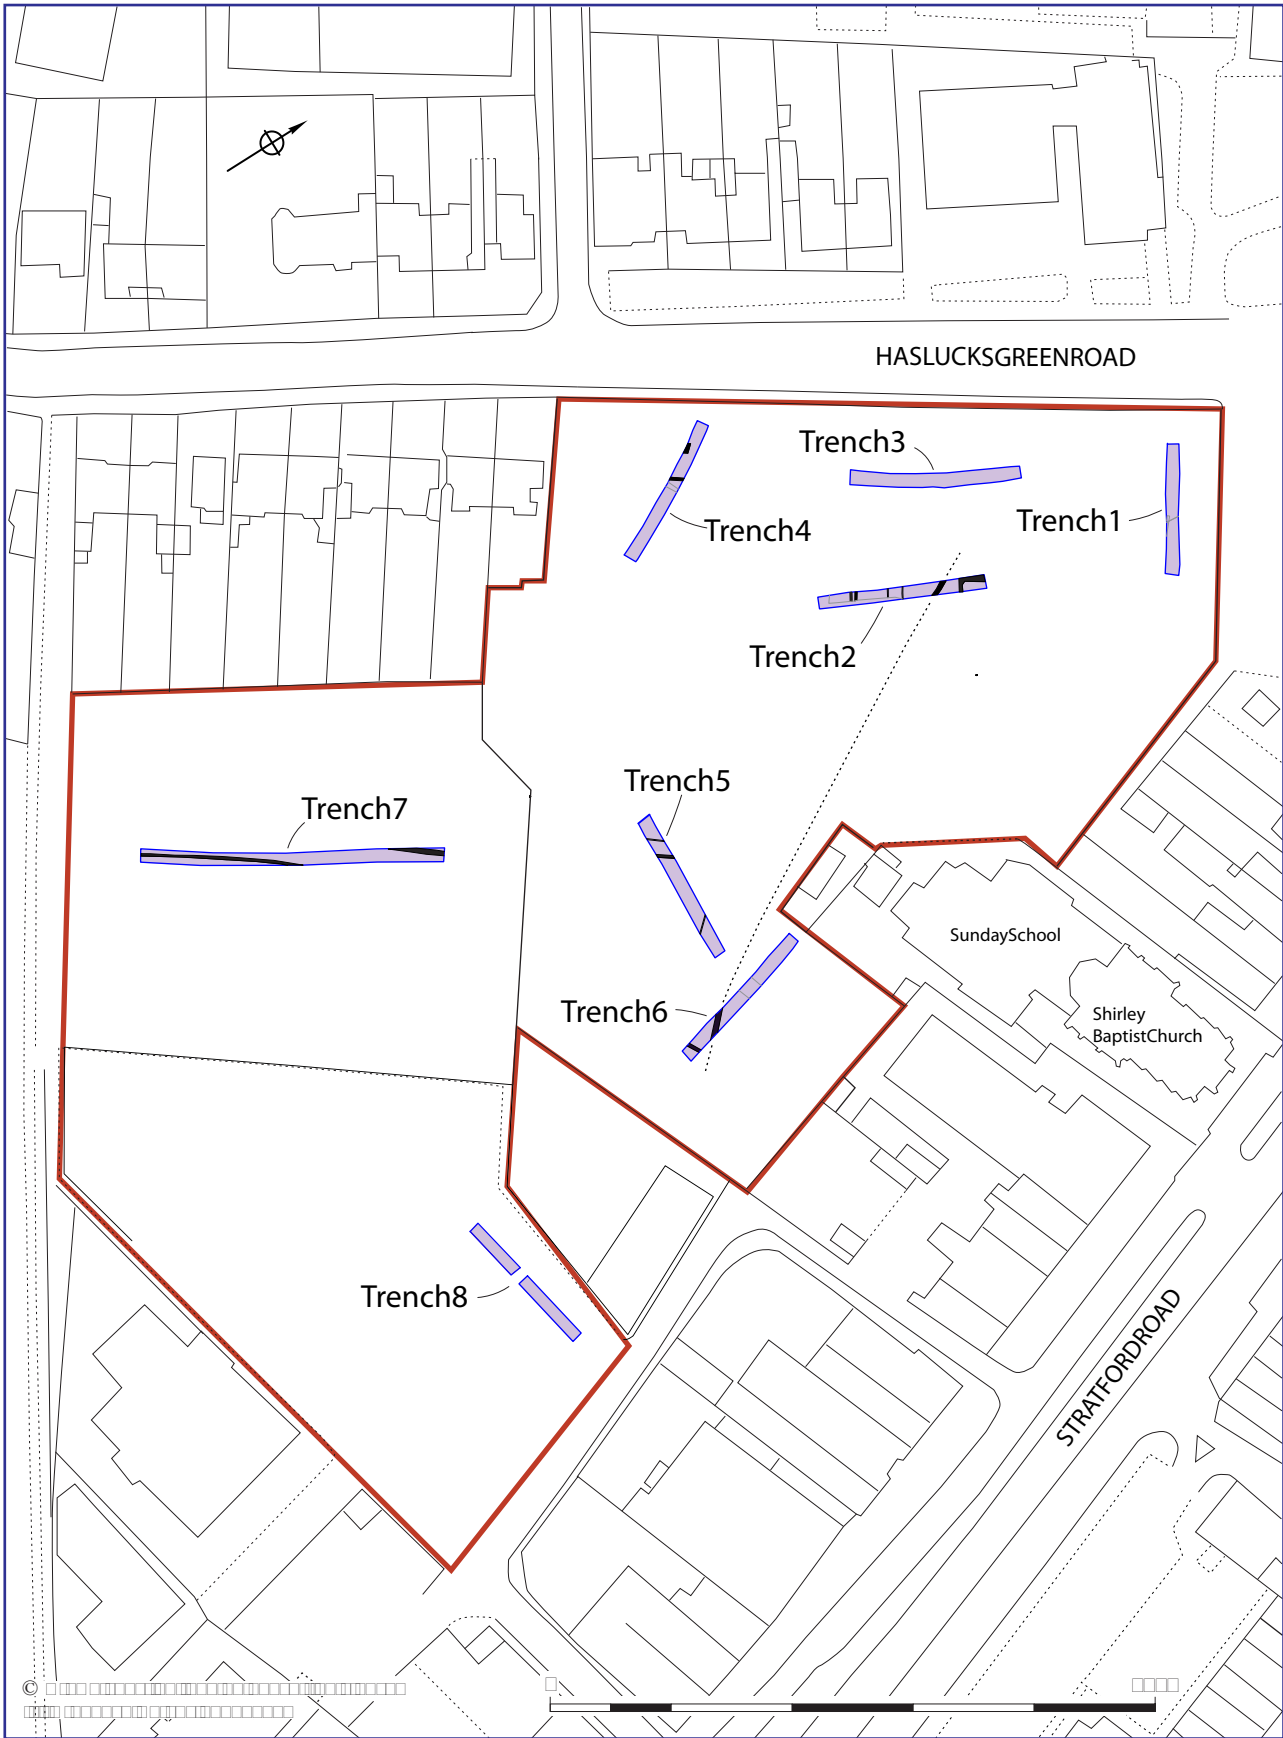 HASLUCKSGREENROAD
Trench3
Trench1
Trench4
Trench2
Trench5
Trench7
SundaySchool
Trench6
Shirley
BaptistChurch
Trench8
STRATFORDROAD
©